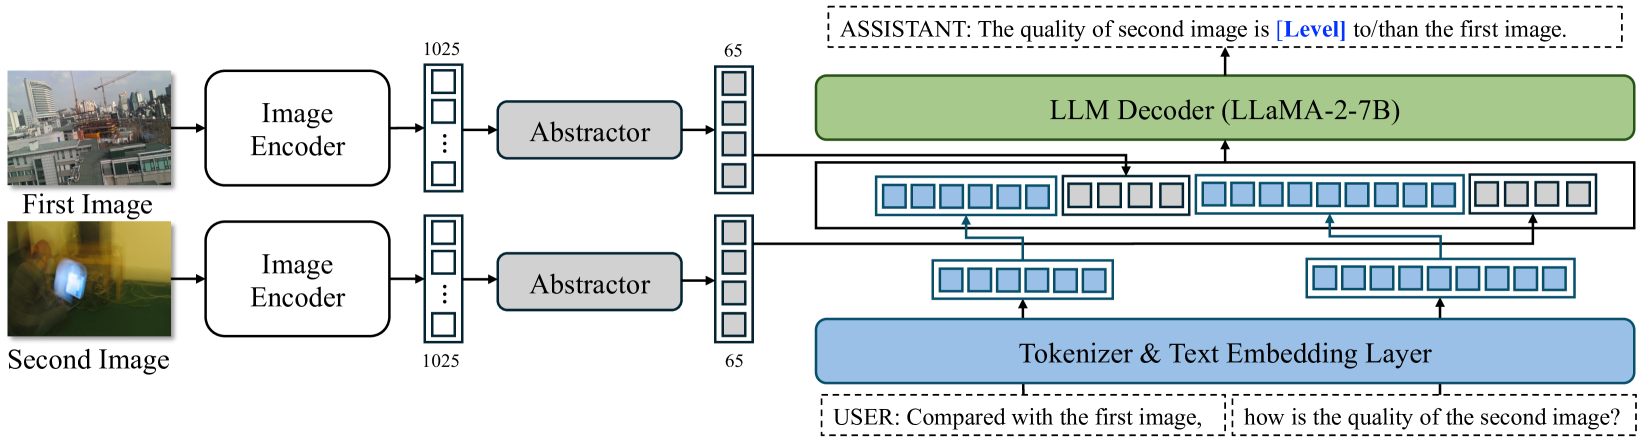 ASSISTANT: The quality of second image is [Level] to/than the first image.
1025
65
Image
Encoder
Abstractor
LLM Decoder (LLaMA-2-7B)
First Image
Image
Encoder
Abstractor
Second Image
1025
65
Tokenizer & Text Embedding Layer
USER: Compared with the first image,
how is the quality of the second image?